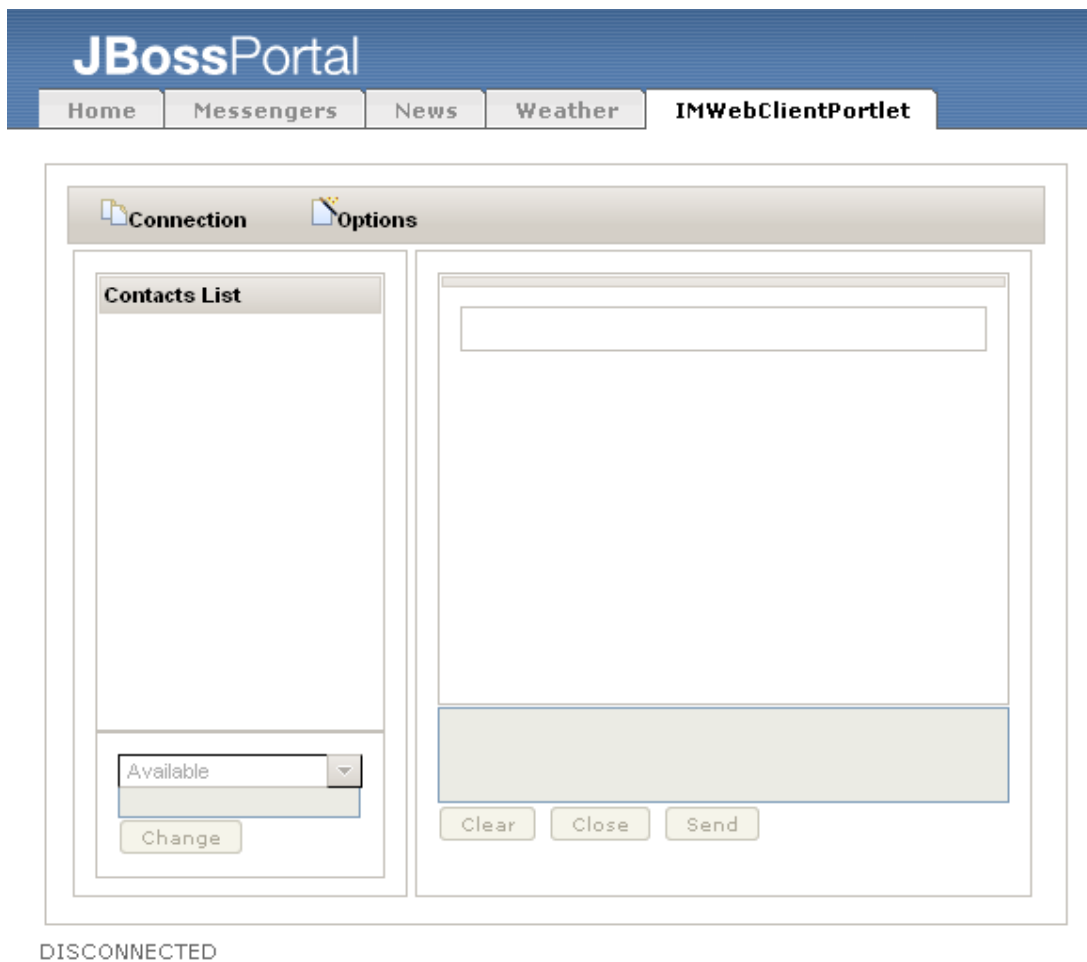 JBossPortal
Home Messengers News Weather IMWebClientPortlet
Connection Options
Contacts List
Available
Change
Clear Close Send
DISCONNECTED